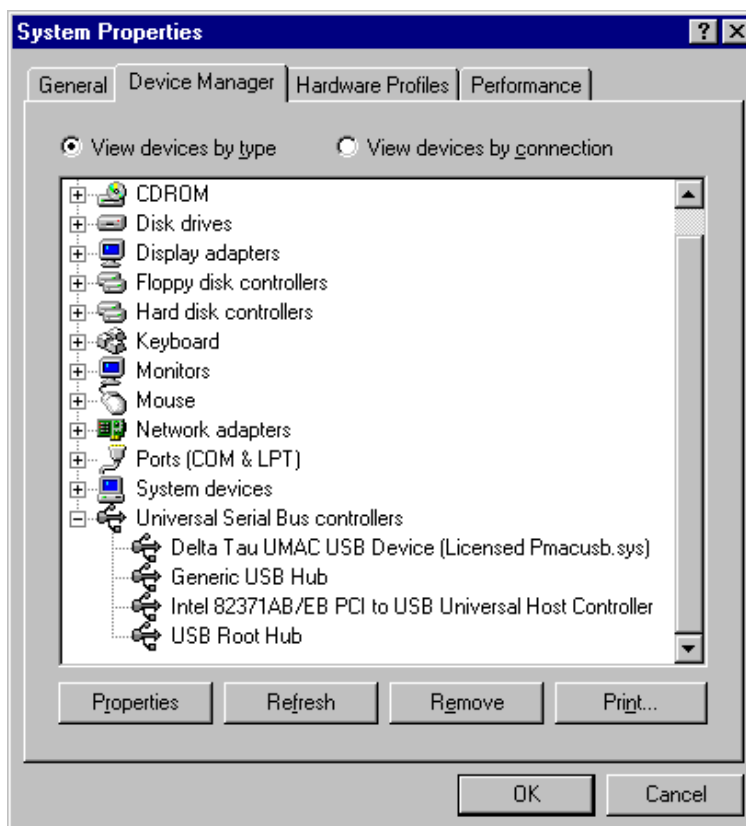 System Properties
General Device Manager Hardware Profiles Performance
View devices by type View devices by connection
CDROM
Disk drives
Display adapters
Floppy disk controllers
Hard disk controllers
Keyboard
Monitors
Mouse
Network adapters
Ports (COM & LPT)
System devices
Universal Serial Bus controllers
Delta Tau UMAC USB Device (Licensed Pmacusb.sys)
Generic USB Hub
Intel 82371AB/EB PCI to USB Universal Host Controller
USB Root Hub
Properties Refresh Remove Print...
OK Cancel